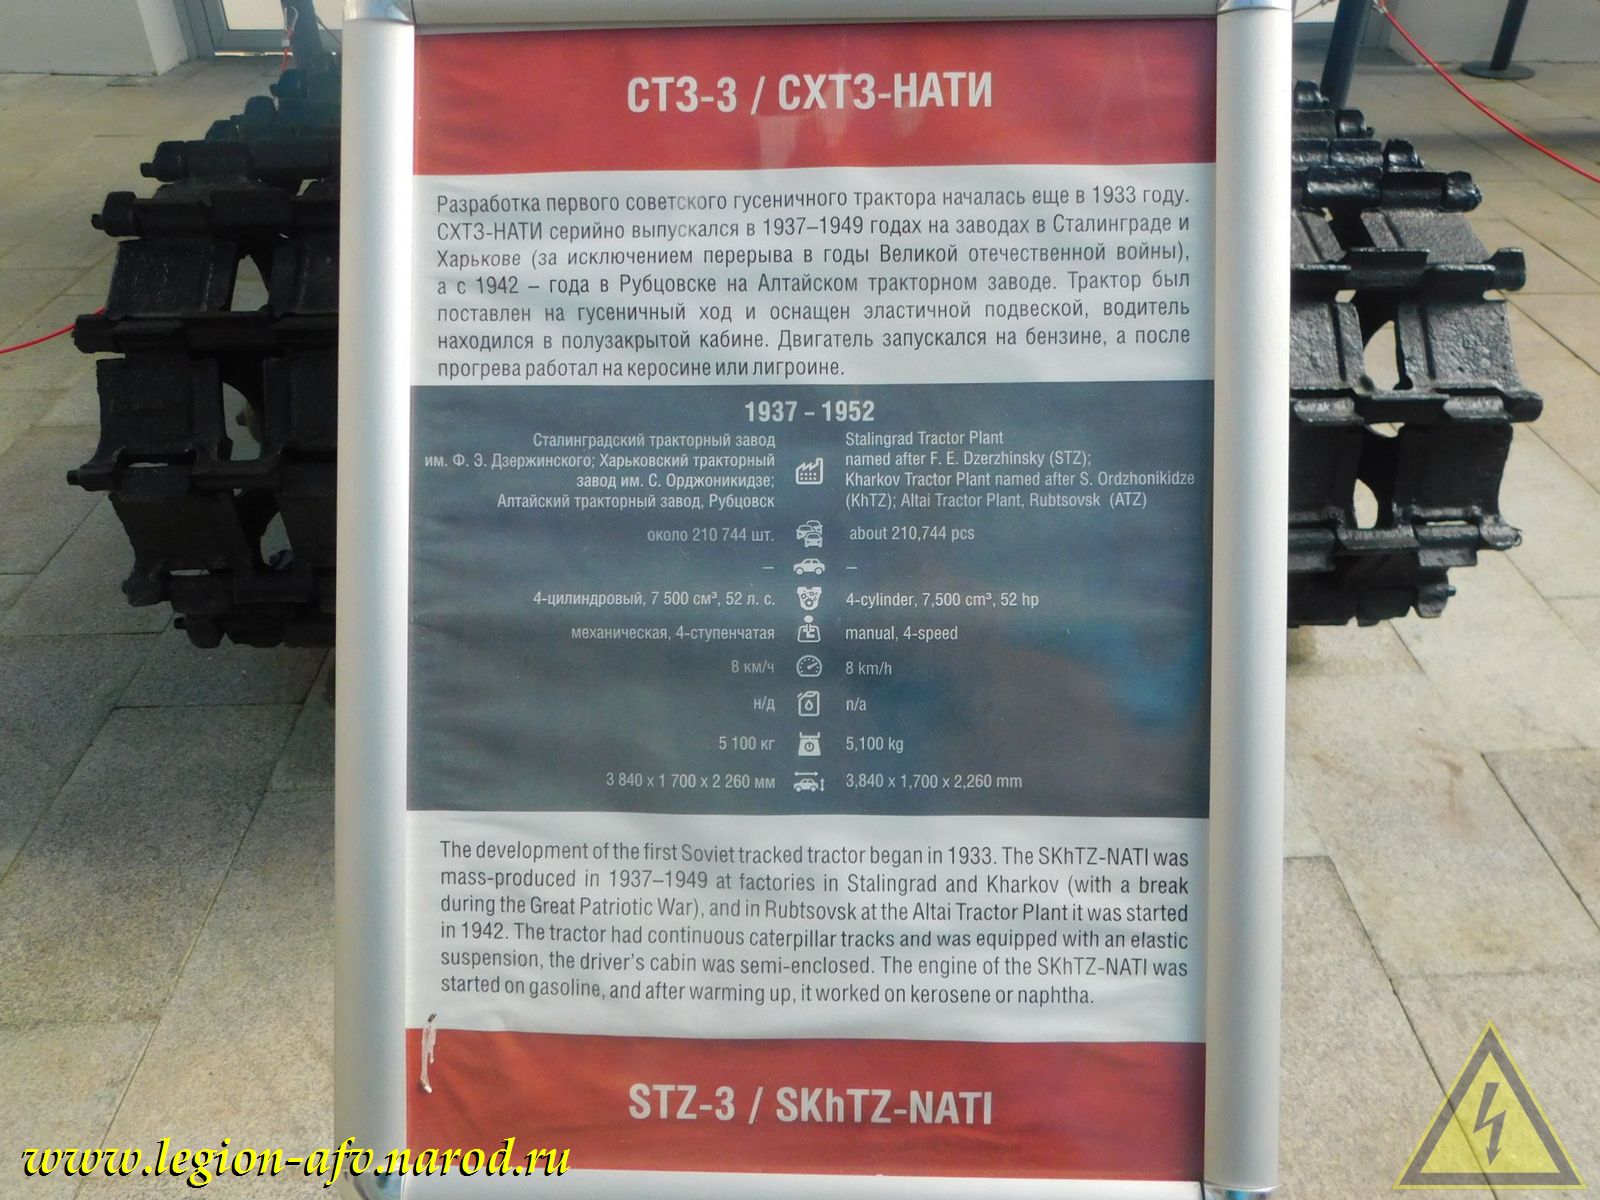 СТЗ-3 / СХТЗ-НАТИ
Разработка первого советского гусеничного трактора началась еще в 1933 году.
СХТЗ-НАТИ серийно выпускался в 1937–1949 годах на заводах в Сталинграде и
Харькове (за исключением перерыва в годы Великой отечественной войны),
а с 1942 – года в Рубцовске на Алтайском тракторном заводе. Трактор был
поставлен на гусеничный ход и оснащен эластичной подвеской, водитель
находился в полузакрытой кабине. Двигатель запускался на бензине, а после
прогрева работал на керосине или лигроине.
1937 – 1952
Сталинградский тракторный завод
им. Ф. Э. Дзержинского; Харьковский тракторный
завод им. С. Орджоникидзе;
Алтайский тракторный завод, Рубцовск
Stalingrad Tractor Plant
named after F. E. Dzerzhinsky (STZ);
Kharkov Tractor Plant named after S. Ordzhonikidze
(KhTZ); Altai Tractor Plant, Rubtsovsk (ATZ)
около 210 744 шт. about 210,744 pcs
– –
4-цилиндровый, 7 500 см³, 52 л. с. 4-cylinder, 7,500 cm³, 52 hp
механическая, 4-ступенчатая manual, 4-speed
8 км/ч 8 km/h
н/д n/a
5 100 кг 5,100 kg
3 840 x 1 700 x 2 260 мм 3,840 x 1,700 x 2,260 mm
The development of the first Soviet tracked tractor began in 1933. The SKhTZ-NATI was
mass-produced in 1937–1949 at factories in Stalingrad and Kharkov (with a break
during the Great Patriotic War), and in Rubtsovsk at the Altai Tractor Plant it was started
in 1942. The tractor had continuous caterpillar tracks and was equipped with an elastic
suspension, the driver's cabin was semi-enclosed. The engine of the SKhTZ-NATI was
started on gasoline, and after warming up, it worked on kerosene or naphtha.
STZ-3 / SKhTZ-NATI
www.legion-afv.narod.ru